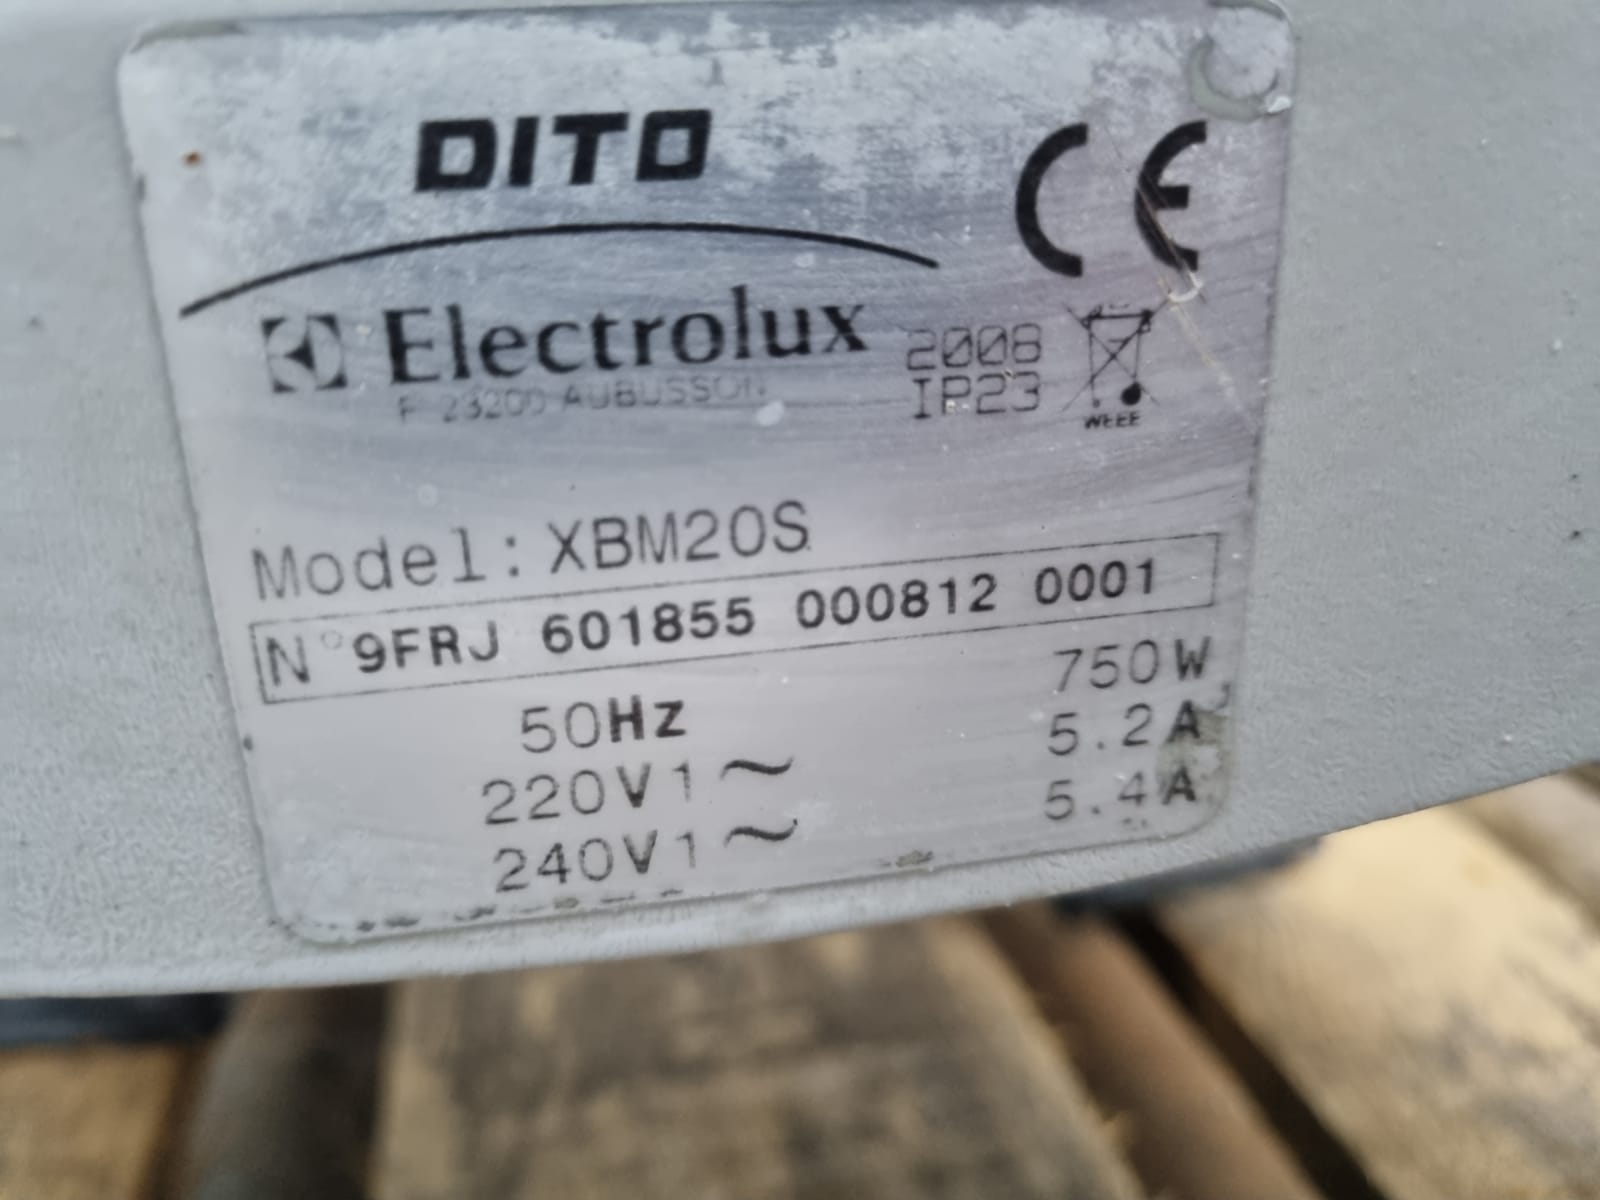 DITO
CE
Electrolux
F 23200 AUBUSSON
2008
IP23
WEEE
Model: XBM20S
N°9FRJ 601855 000812 0001
750W
50Hz 5.2A
220V1~ 5.4A
240V1~